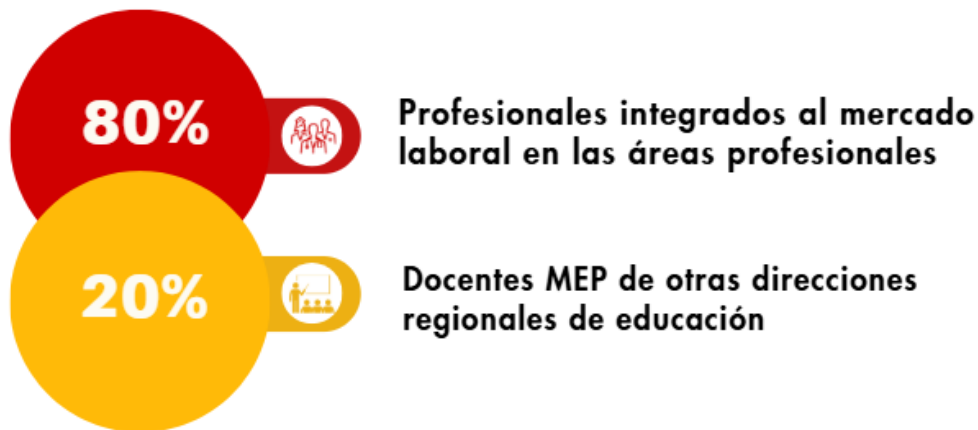 80%
Profesionales integrados al mercado
laboral en las áreas profesionales
20%
Docentes MEP de otras direcciones
regionales de educación